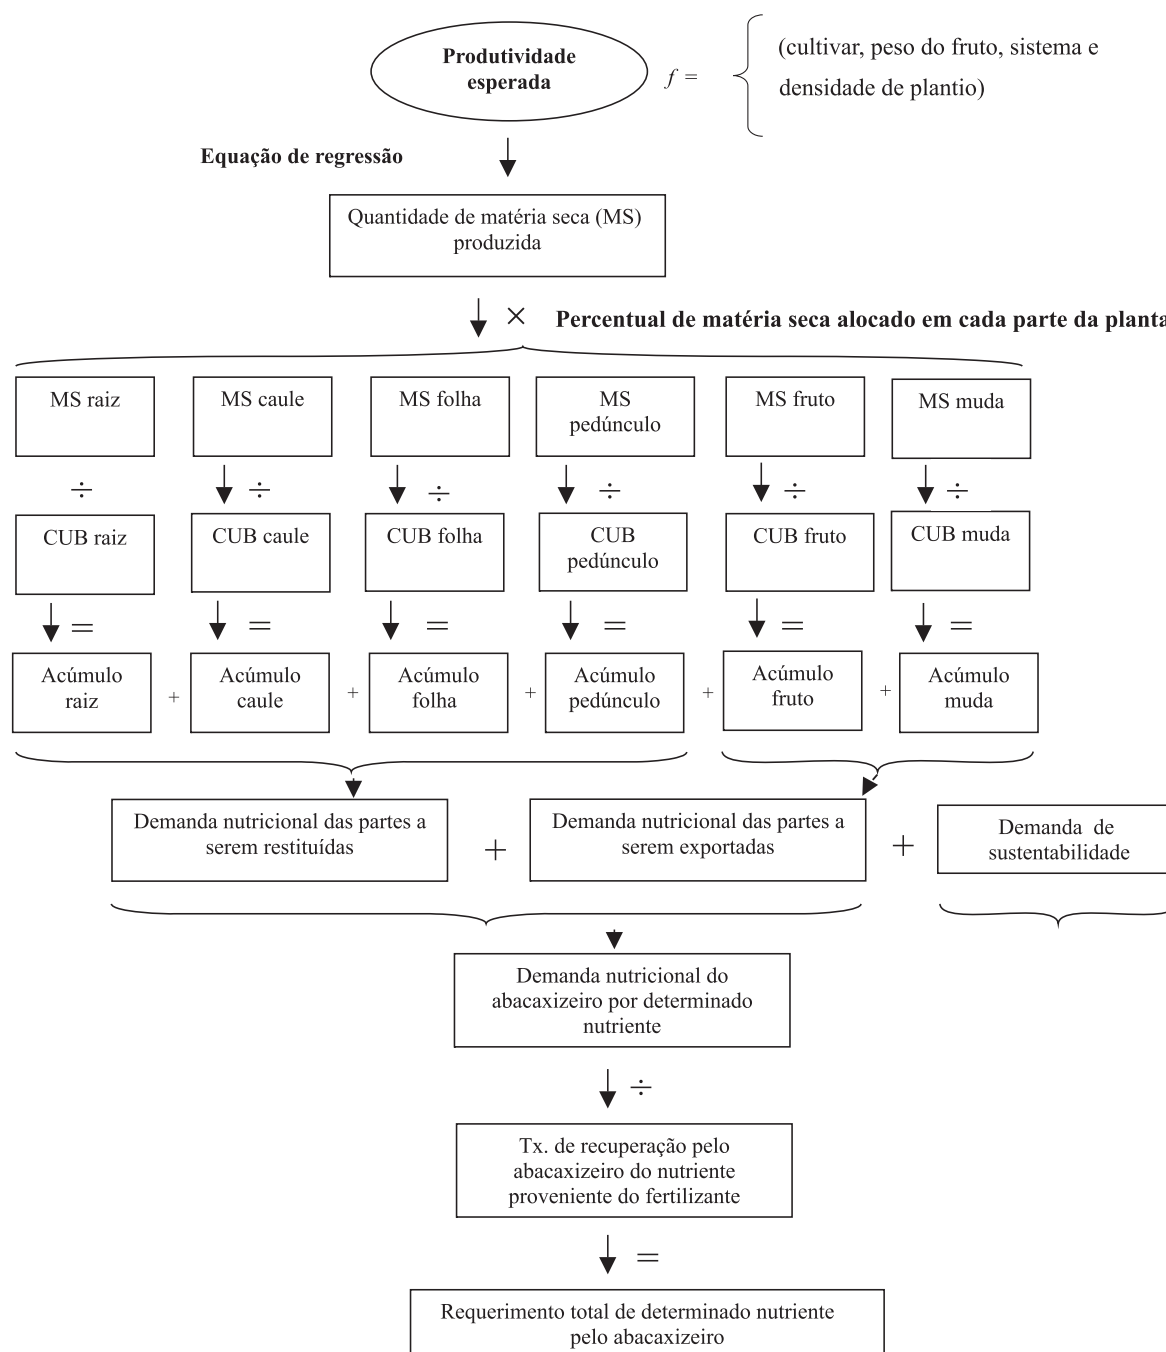 Produtividade
esperada
f =
(cultivar, peso do fruto, sistema e
densidade de plantio)
Equação de regressão
Quantidade de matéria seca (MS)
produzida
× Percentual de matéria seca alocado em cada parte da planta
MS raiz
MS caule
MS folha
MS
pedúnculo
MS fruto
MS muda
÷ ÷ ÷ ÷ ÷ ÷
CUB raiz
CUB caule
CUB folha
CUB
pedúnculo
CUB fruto
CUB muda
= = = = = =
Acúmulo
raiz
+
Acúmulo
caule
+
Acúmulo
folha
+
Acúmulo
pedúnculo
+
Acúmulo
fruto
+
Acúmulo
muda
Demanda nutricional das partes a
serem restituídas
+
Demanda nutricional das partes a
serem exportadas
+
Demanda de
sustentabilidade
Demanda nutricional do
abacaxizeiro por determinado
nutriente
÷
Tx. de recuperação pelo
abacaxizeiro do nutriente
proveniente do fertilizante
=
Requerimento total de determinado nutriente
pelo abacaxizeiro